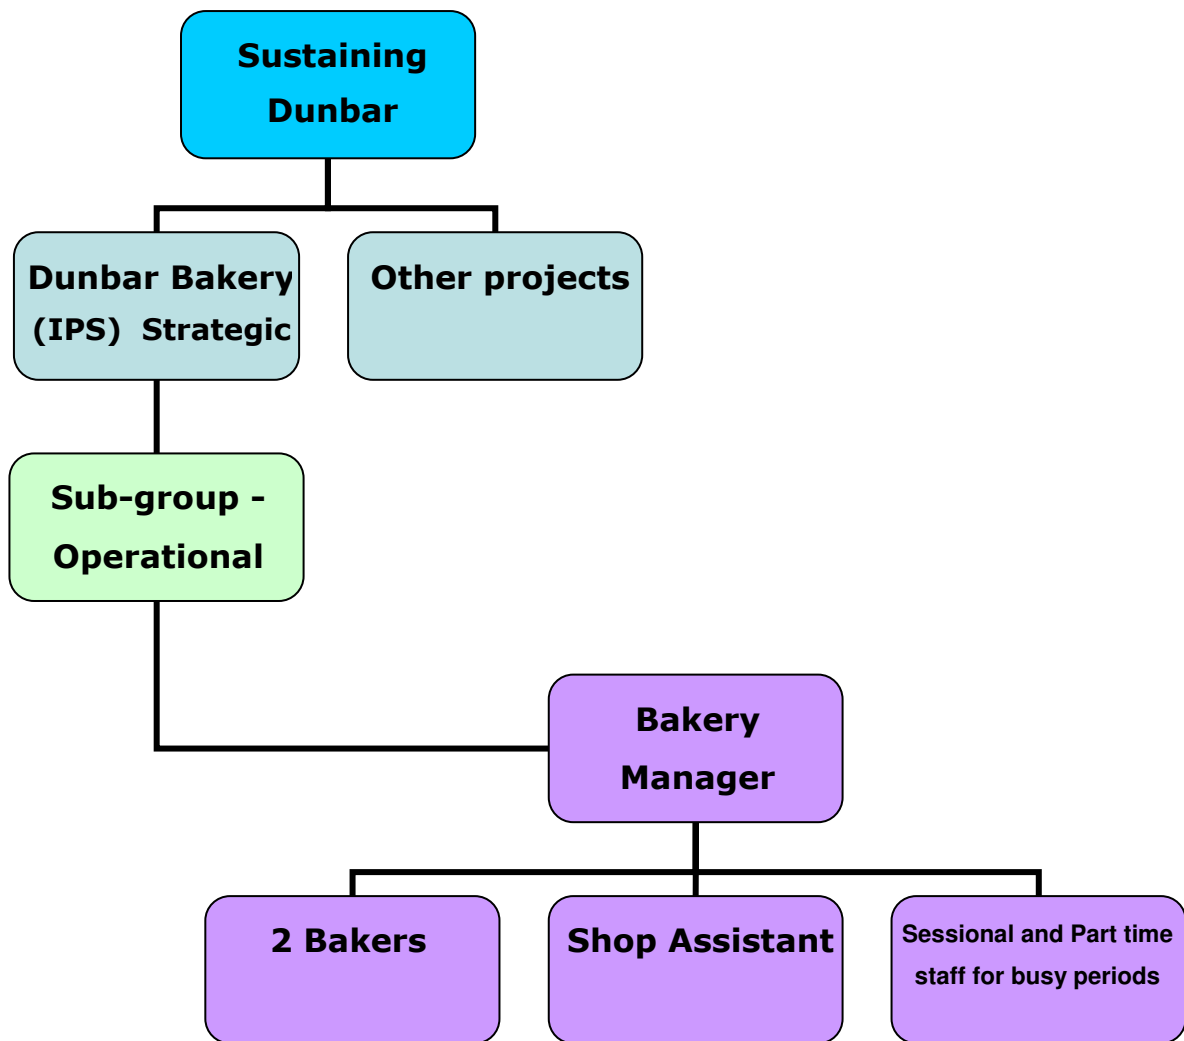 Sustaining
Dunbar
Dunbar Bakery
(IPS) Strategic
Other projects
Sub-group -
Operational
Bakery
Manager
2 Bakers
Shop Assistant
Sessional and Part time
staff for busy periods